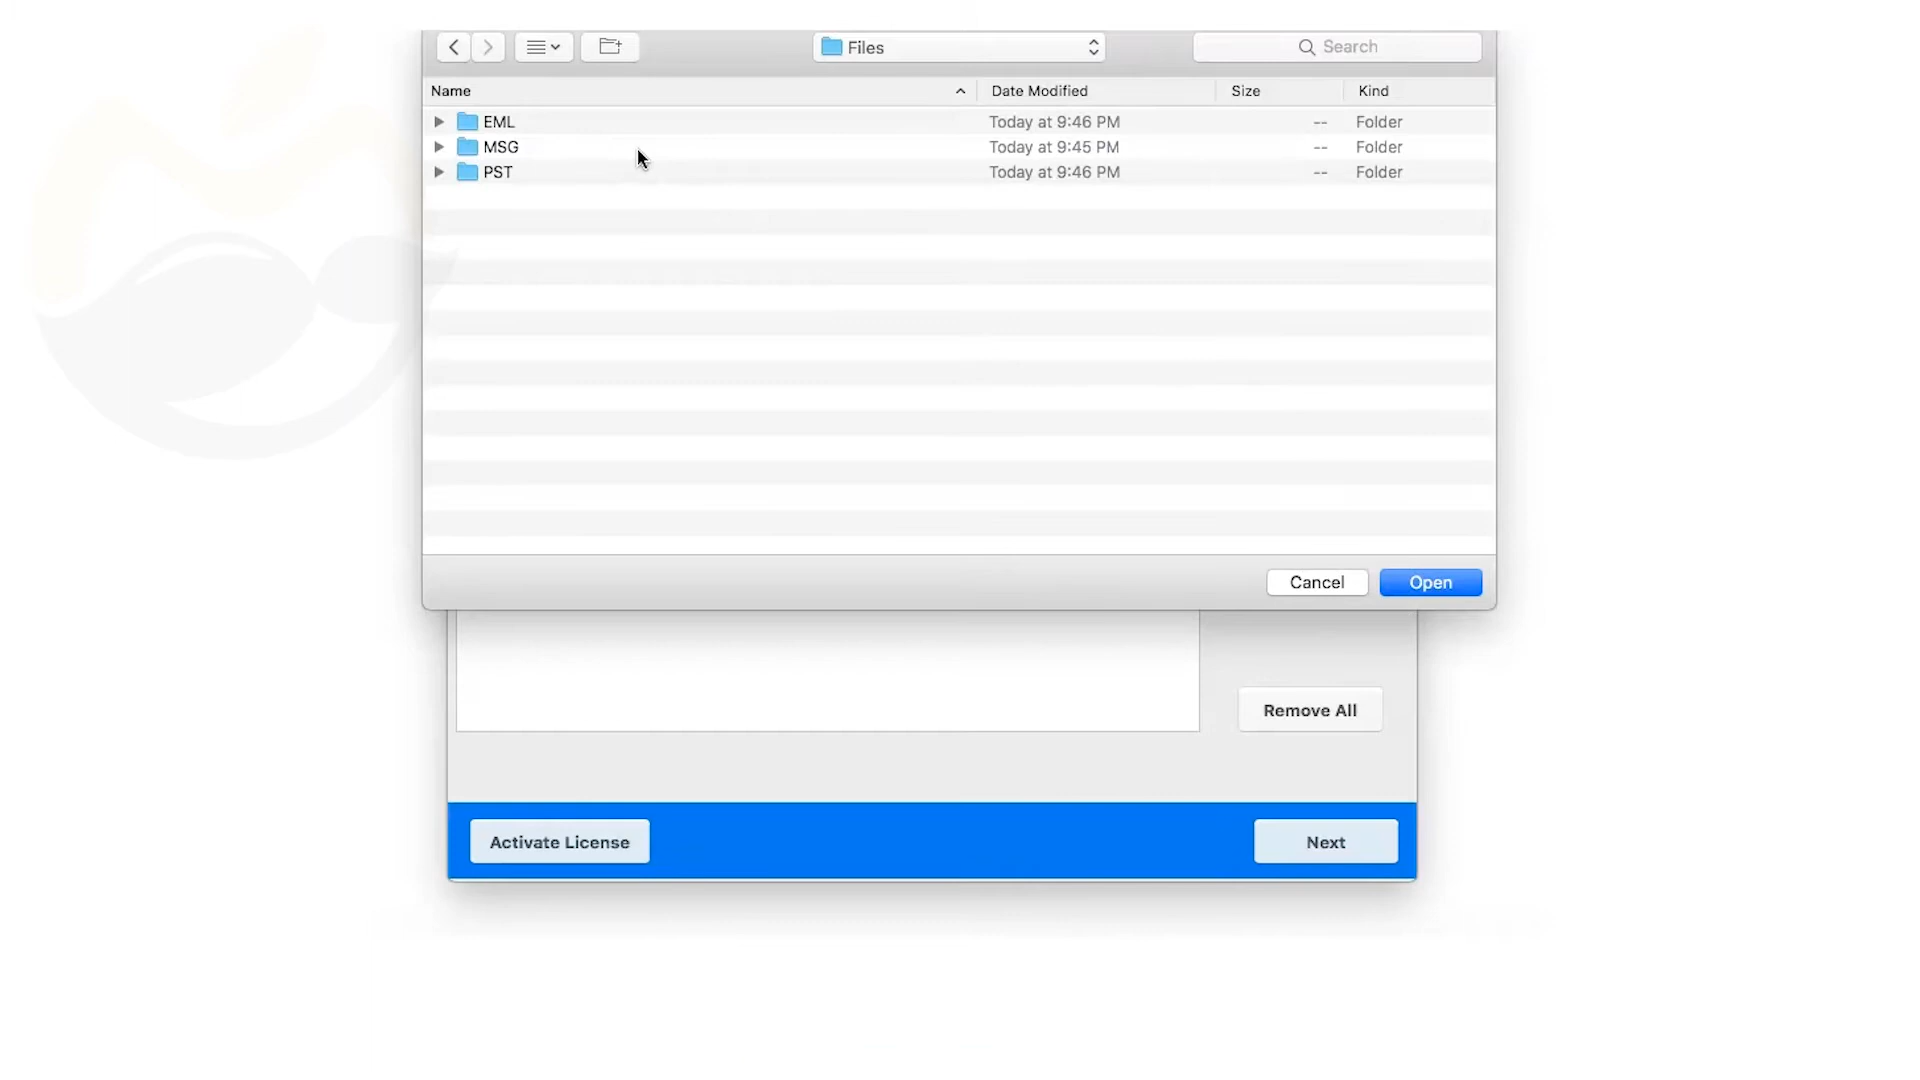 Files
Search
Name Date Modified Size Kind
EML Today at 9:46 PM -- Folder
MSG Today at 9:45 PM -- Folder
PST Today at 9:46 PM -- Folder
Cancel Open
Remove All
Activate License Next